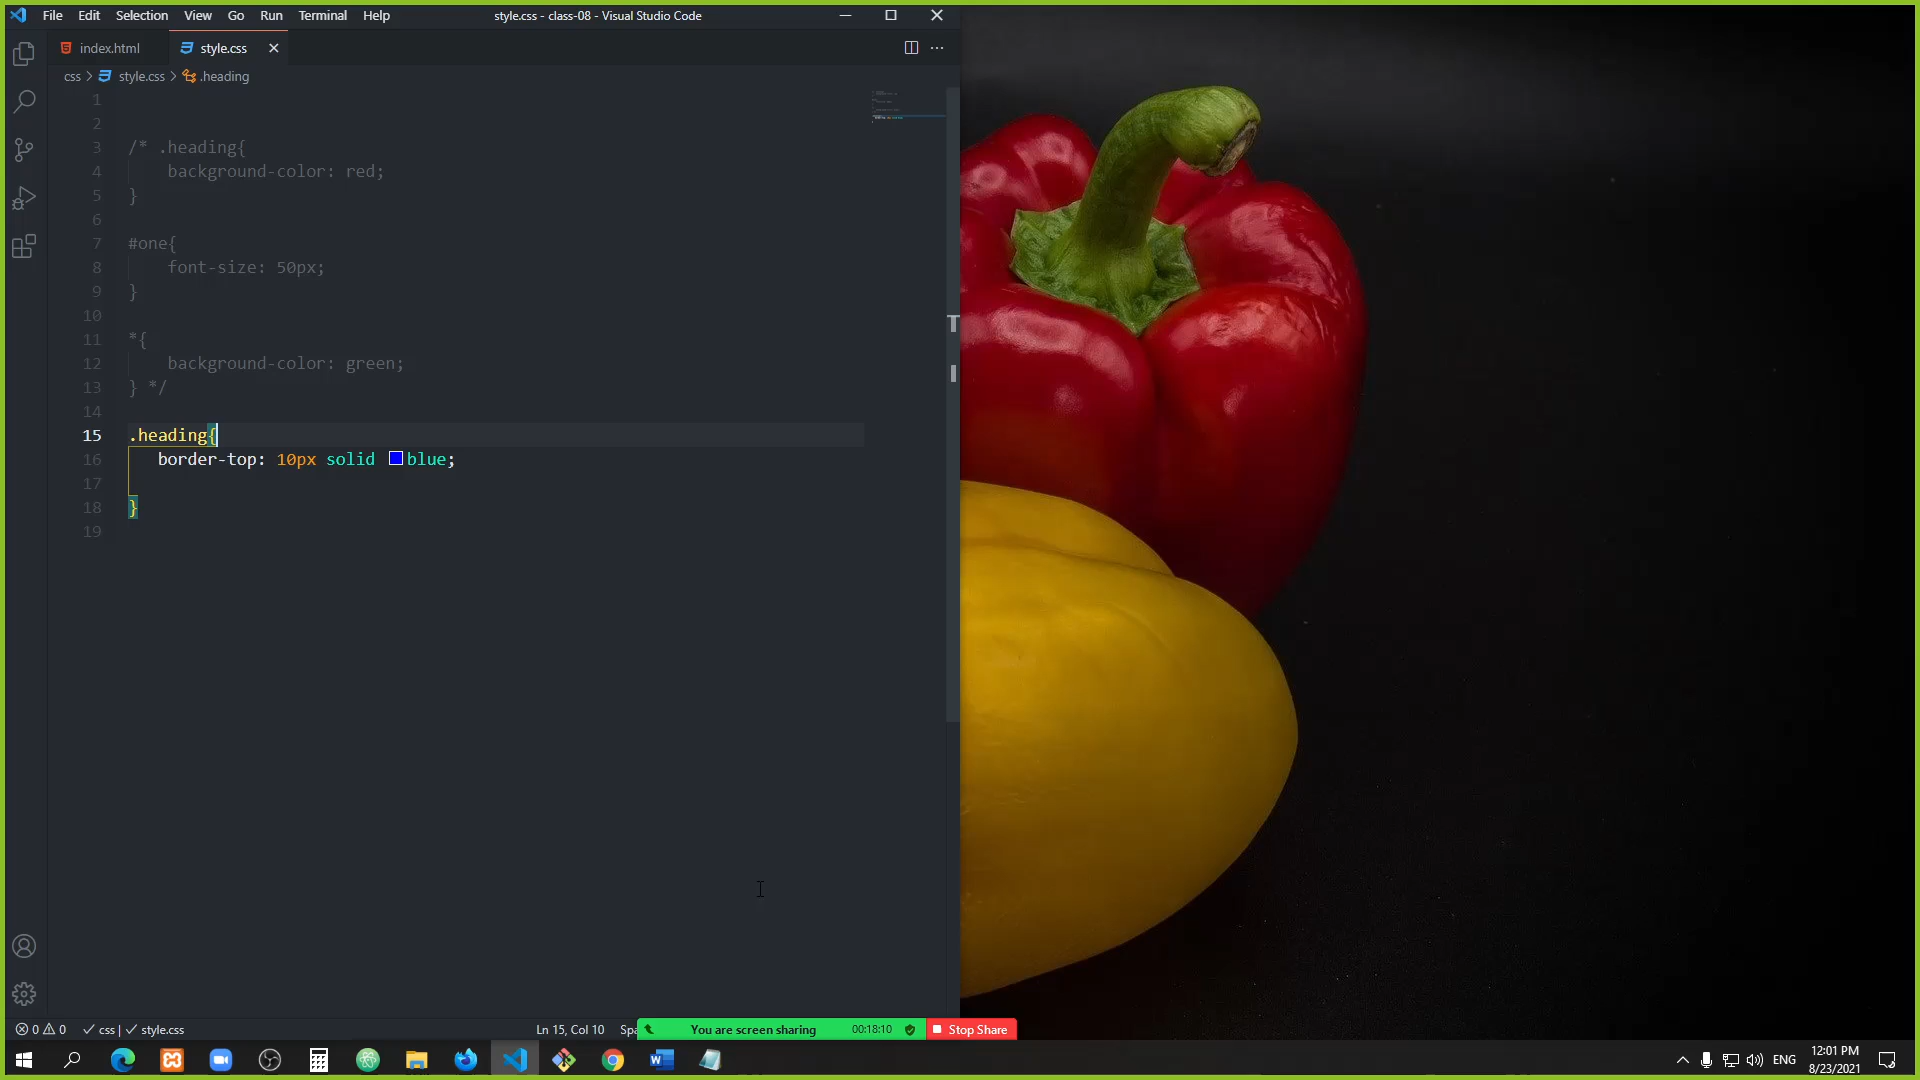 File Edit Selection View Go Run Terminal Help style.css - class-08 - Visual Studio Code
index.html style.css
css > style.css > .heading
1
2
3 /* .heading{
4 background-color: red;
5 }
6
7 #one{
8 font-size: 50px;
9 }
10
11 *{
12 background-color: green;
13 } */
14
15 .heading{
16 border-top: 10px solid blue;
17
18 }
19
0 0 css | style.css Ln 15, Col 10 Spa You are screen sharing 00:18:10 Stop Share
ENG 12:01 PM
8/23/2021